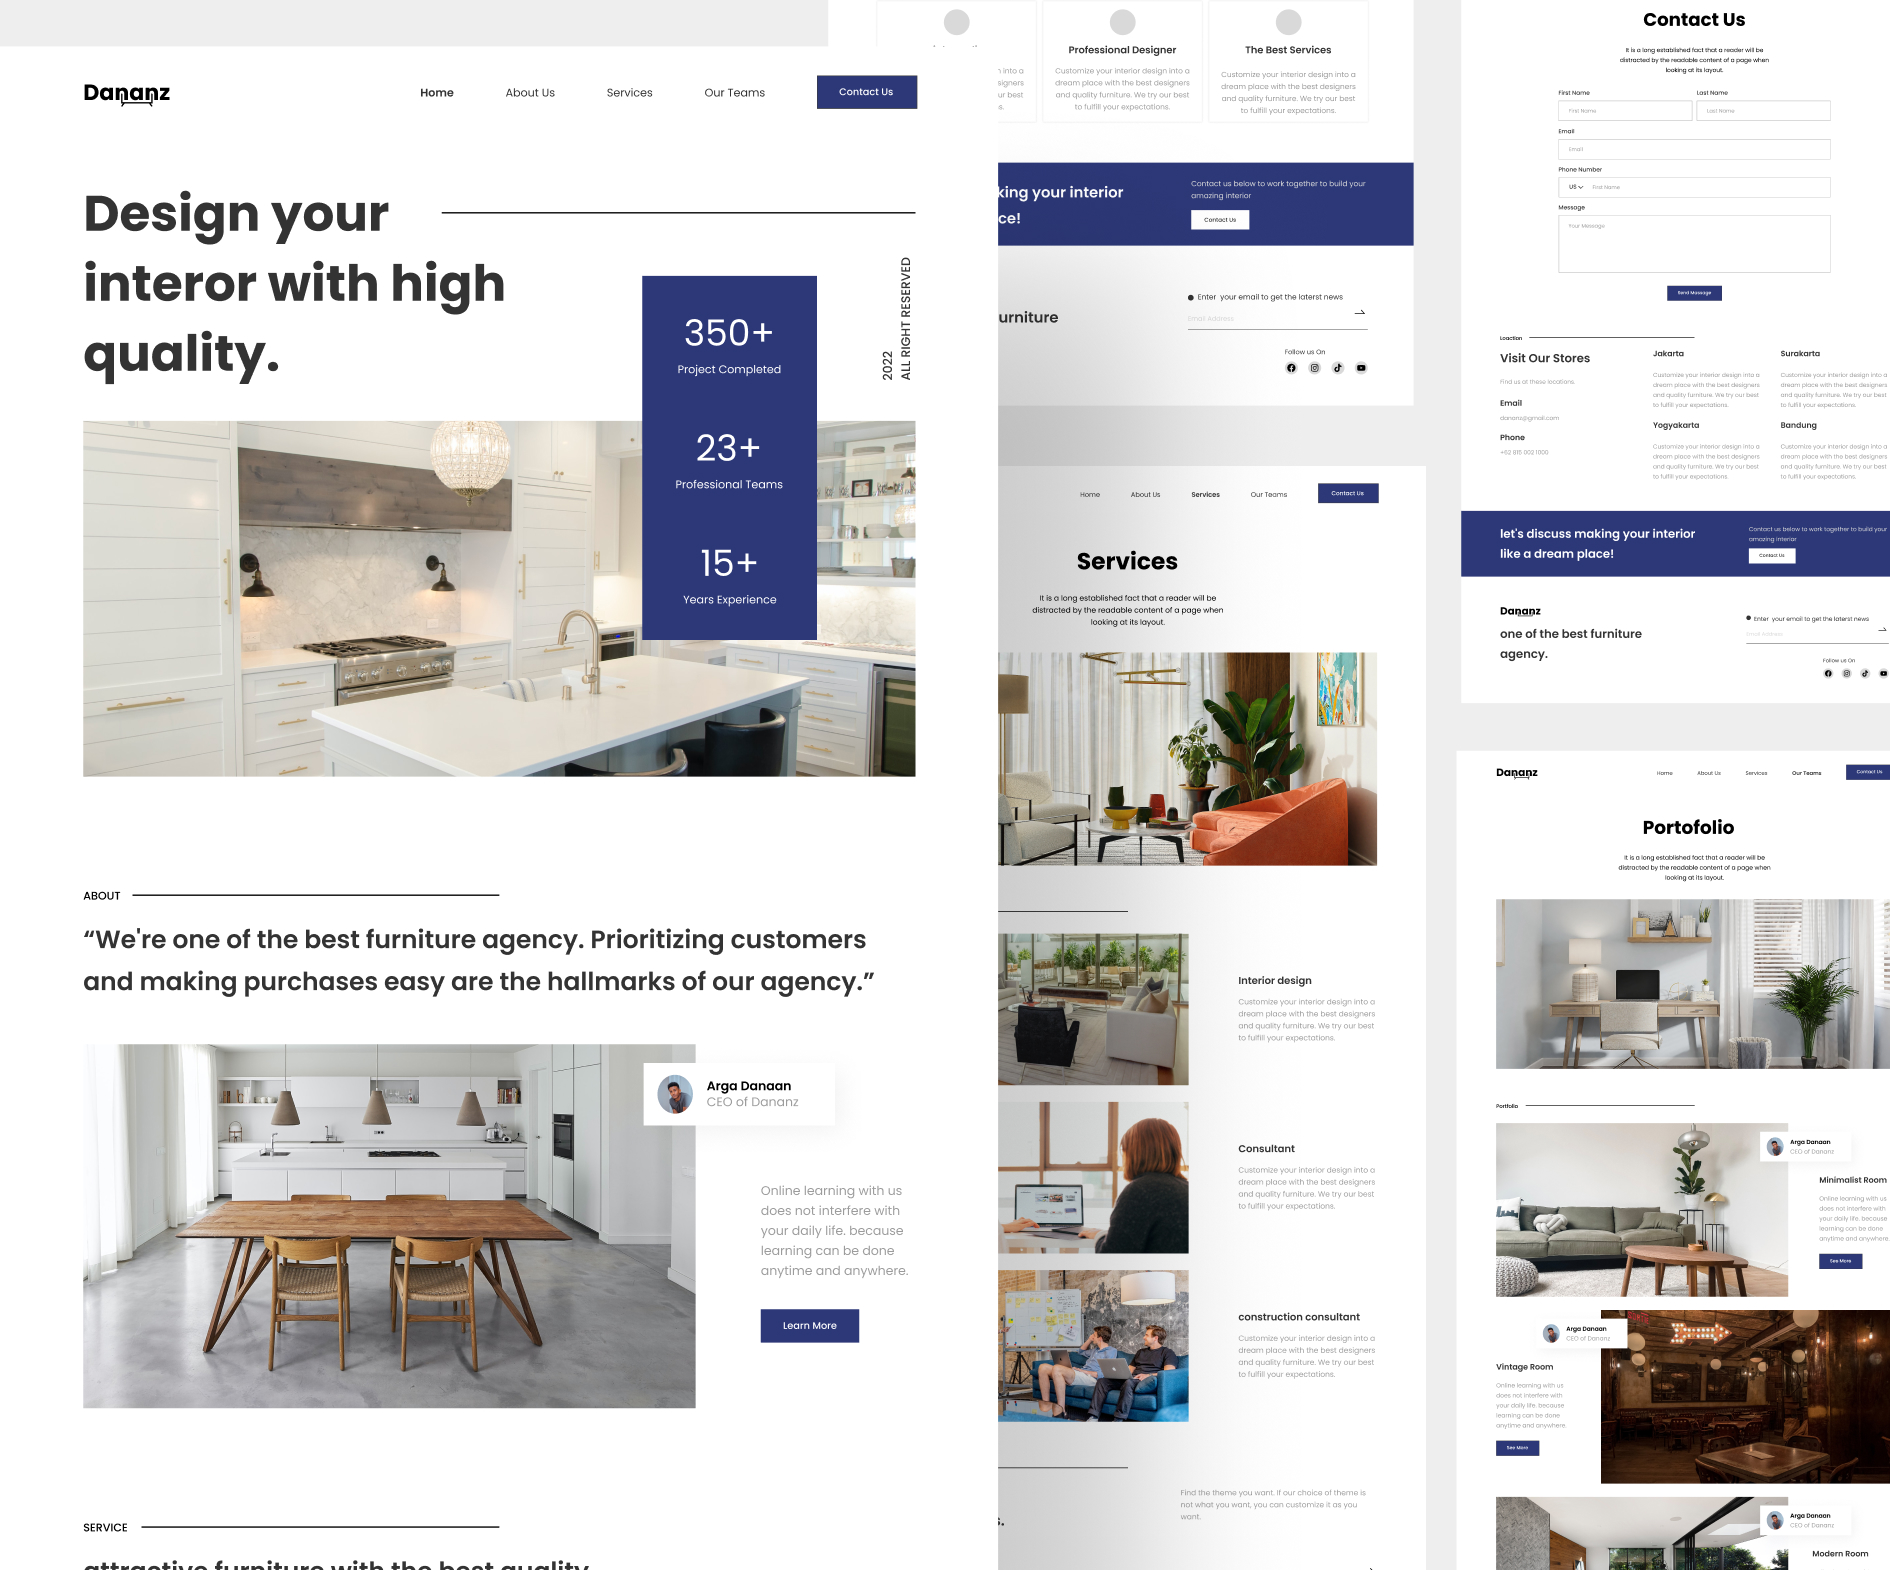 Dananz
Home
About Us
Services
Our Teams
Contact Us
Design your
interor with high
quality.
2022
ALL RIGHT RESERVED
350+
Project Completed
23+
Professional Teams
15+
Years Experience
ABOUT
“We're one of the best furniture agency. Prioritizing customers
and making purchases easy are the hallmarks of our agency.”
Arga Danaan
CEO of Dananz
Online learning with us
does not interfere with
your daily life. because
learning can be done
anytime and anywhere.
Learn More
SERVICE
attractive furniture with the best quality
into a
signers
ur best
s.
Professional Designer
Customize your interior design into a
dream place with the best designers
and quality furniture. We try our best
to fulfill your expectations.
The Best Services
Customize your interior design into a
dream place with the best designers
and quality furniture. We try our best
to fulfill your expectations.
king your interior
ce!
Contact us below to work together to build your
amazing interior
Contact Us
urniture
Enter your email to get the laterst news
Email Address
Follow us On
Home
About Us
Services
Our Teams
Contact Us
Services
It is a long established fact that a reader will be
distracted by the readable content of a page when
looking at its layout.
Interior design
Customize your interior design into a
dream place with the best designers
and quality furniture. We try our best
to fulfill your expectations.
Consultant
Customize your interior design into a
dream place with the best designers
and quality furniture. We try our best
to fulfill your expectations.
construction consultant
Customize your interior design into a
dream place with the best designers
and quality furniture. We try our best
to fulfill your expectations.
Find the theme you want. If our choice of theme is
not what you want, you can customize it as you
want.
s.
Contact Us
It is a long established fact that a reader will be
distracted by the readable content of a page when
looking at its layout.
First Name
Last Name
First Name
Last Name
Email
Email
Phone Number
US
First Name
Message
Your Message
Send Message
Loaction
Visit Our Stores
Find us at these locations
Email
dananz@gmail.com
Phone
Jakarta
Customize your interior design into a
dream place with the best designers
and quality furniture. We try our best
to fulfill your expectations.
Surakarta
Customize your interior design into a
dream place with the best designers
and quality furniture. We try our best
to fulfill your expectations.
Yogyakarta
Customize your interior design into a
dream place with the best designers
and quality furniture. We try our best
to fulfill your expectations.
Bandung
Customize your interior design into a
dream place with the best designers
and quality furniture. We try our best
to fulfill your expectations.
let's discuss making your interior
like a dream place!
Contact us below to work together to build your
amazing interior
Contact Us
Dananz
one of the best furniture
agency.
Enter your email to get the laterst news
Email Address
Follow us On
Dananz
Home
About Us
Services
Our Teams
Contact Us
Portofolio
It is a long established fact that a reader will be
distracted by the readable content of a page when
looking at its layout.
Portfolio
Arga Danaan
CEO of Dananz
Minimalist Room
Online learning with us
does not interfere with
your daily life. because
learning can be done
anytime and anywhere.
See More
Arga Danaan
CEO of Dananz
Vintage Room
Online learning with us
does not interfere with
your daily life. because
learning can be done
anytime and anywhere.
See More
Arga Danaan
CEO of Dananz
Modern Room